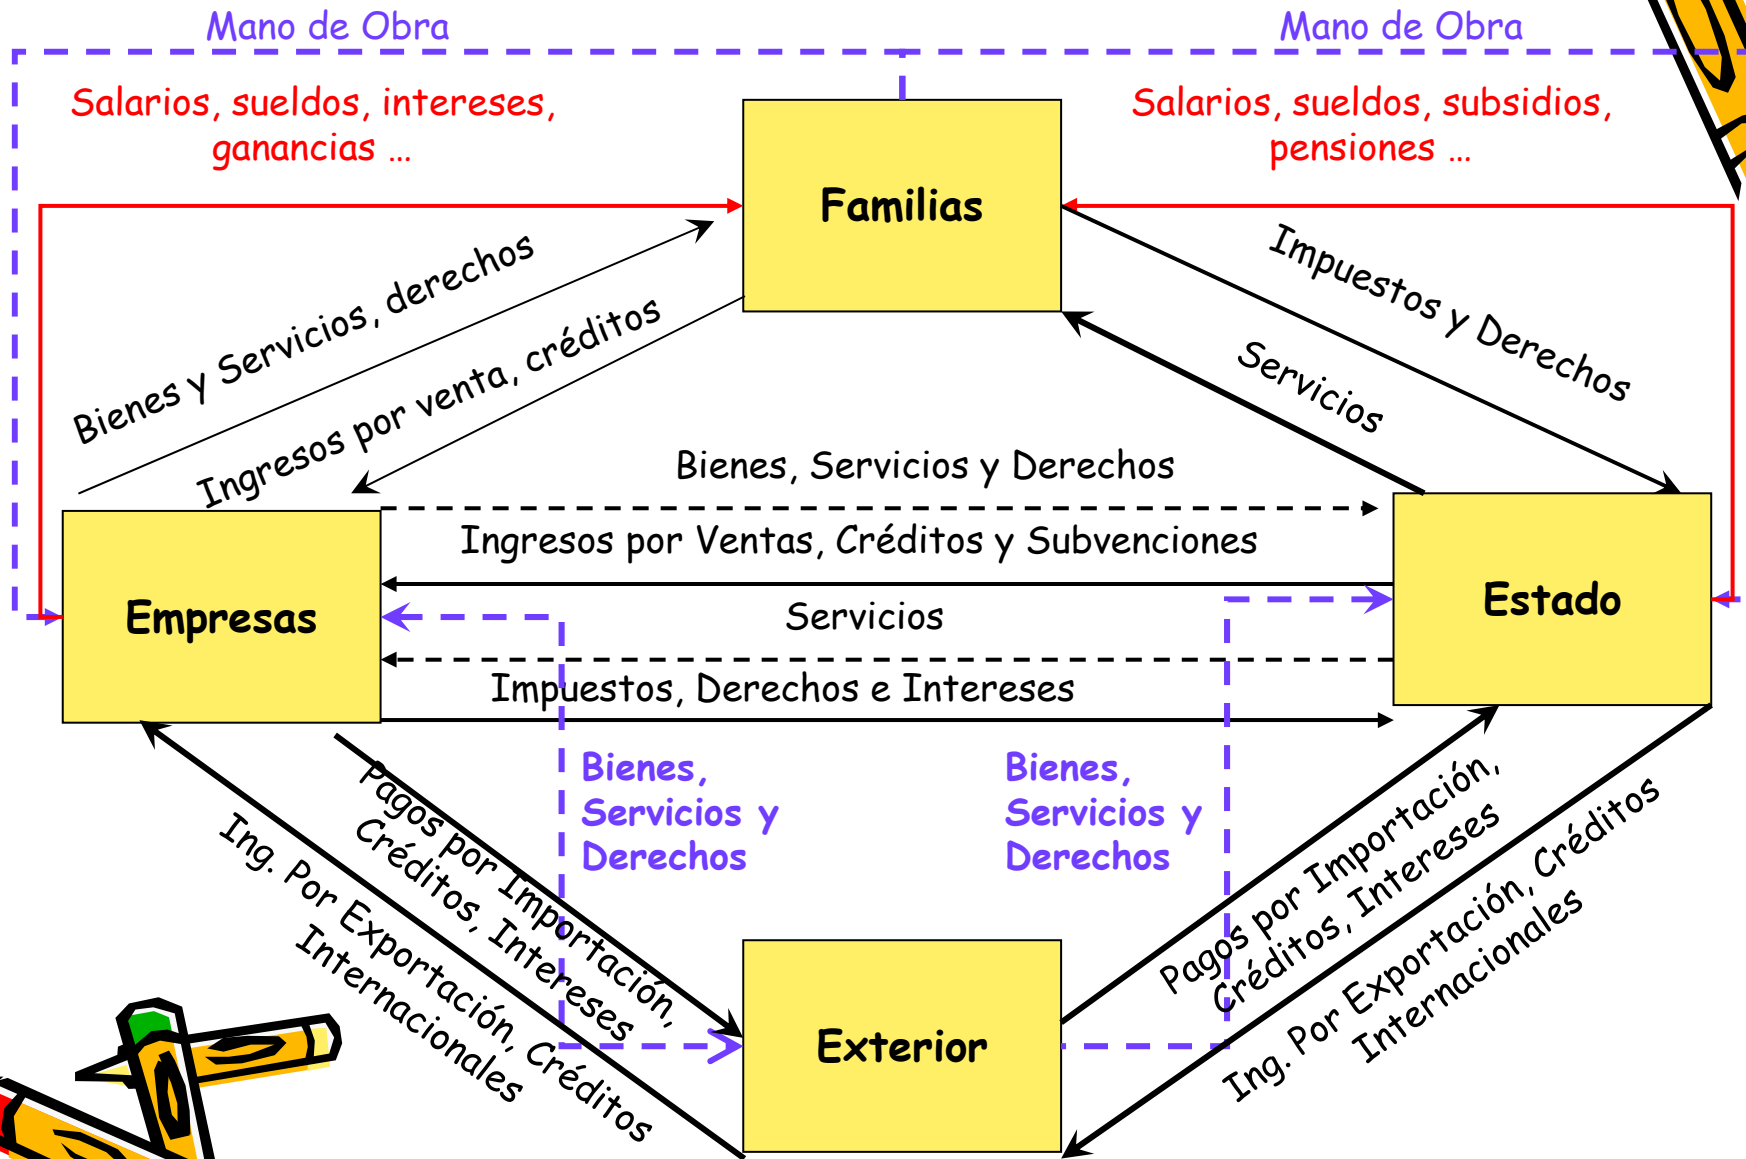 Mano de Obra
Mano de Obra
Salarios, sueldos, intereses,
ganancias ...
Salarios, sueldos, subsidios,
pensiones ...
Familias
Bienes y Servicios, derechos
Ingresos por venta, créditos
Impuestos y Derechos
Servicios
Bienes, Servicios y Derechos
Ingresos por Ventas, Créditos y Subvenciones
Empresas
Estado
Servicios
Impuestos, Derechos e Intereses
Bienes,
Servicios y
Derechos
Bienes,
Servicios y
Derechos
Pagos por Importación,
Créditos, Intereses
Ing. Por Exportación, Créditos
Internacionales
Pagos por Importación,
Créditos, Intereses
Ing. Por Exportación, Créditos
Internacionales
Exterior